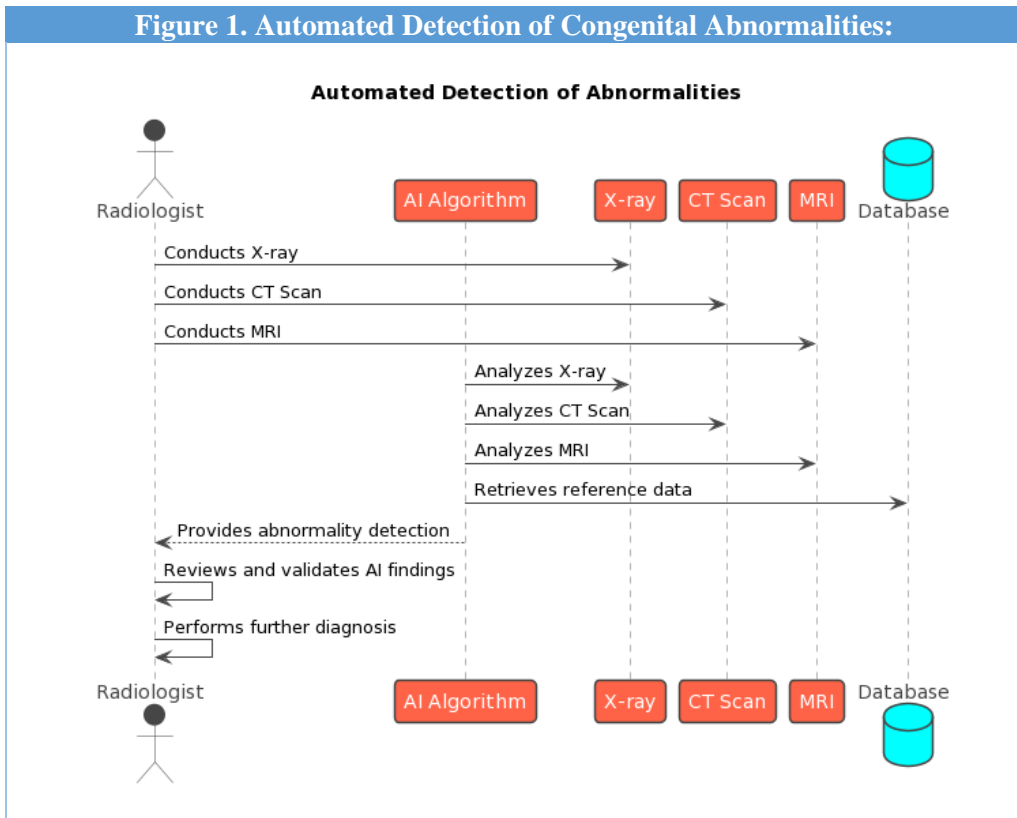 Figure 1. Automated Detection of Congenital Abnormalities:
Automated Detection of Abnormalities
Radiologist
AI Algorithm
X-ray
CT Scan
MRI
Database
Conducts X-ray
Conducts CT Scan
Conducts MRI
Analyzes X-ray
Analyzes CT Scan
Analyzes MRI
Retrieves reference data
Provides abnormality detection
Reviews and validates AI findings
Performs further diagnosis
Radiologist
AI Algorithm
X-ray
CT Scan
MRI
Database